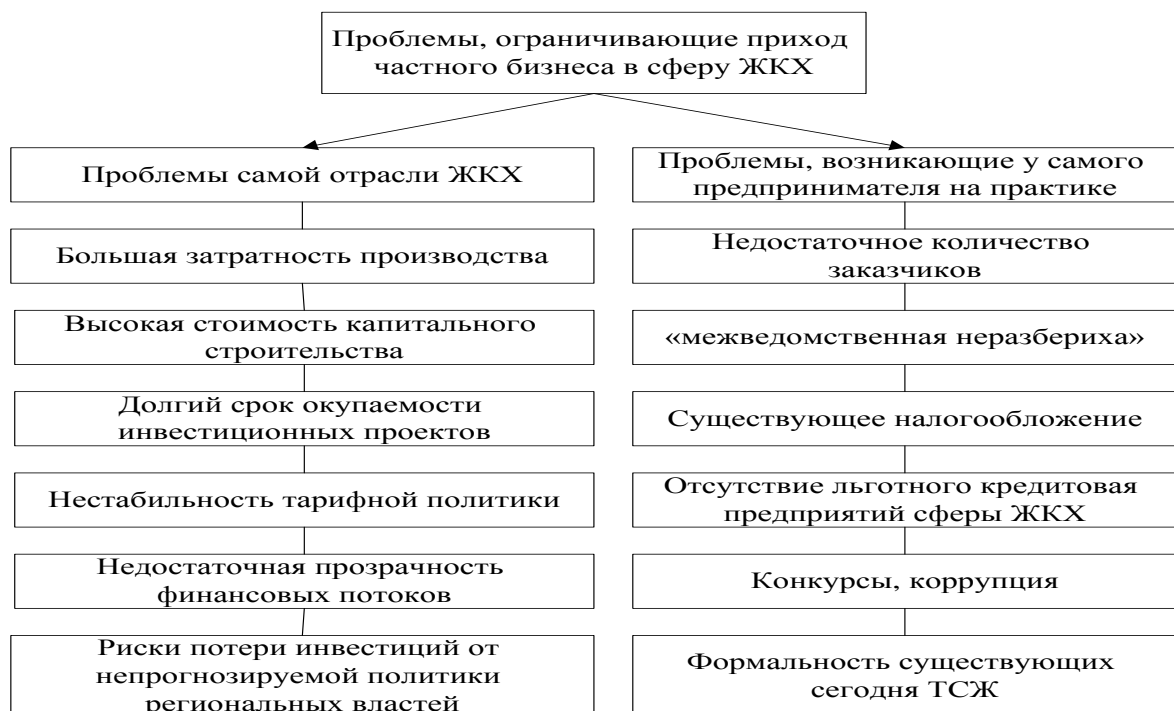 Проблемы, ограничивающие приход
частного бизнеса в сферу ЖКХ
Проблемы самой отрасли ЖКХ
Большая затратность производства
Высокая стоимость капитального
строительства
Долгий срок окупаемости
инвестиционных проектов
Нестабильность тарифной политики
Недостаточная прозрачность
финансовых потоков
Риски потери инвестиций от
непрогнозируемой политики
региональных властей
Проблемы, возникающие у самого
предпринимателя на практике
Недостаточное количество
заказчиков
«межведомственная неразбериха»
Существующее налогообложение
Отсутствие льготного кредитовая
предприятий сферы ЖКХ
Конкурсы, коррупция
Формальность существующих
сегодня ТСЖ